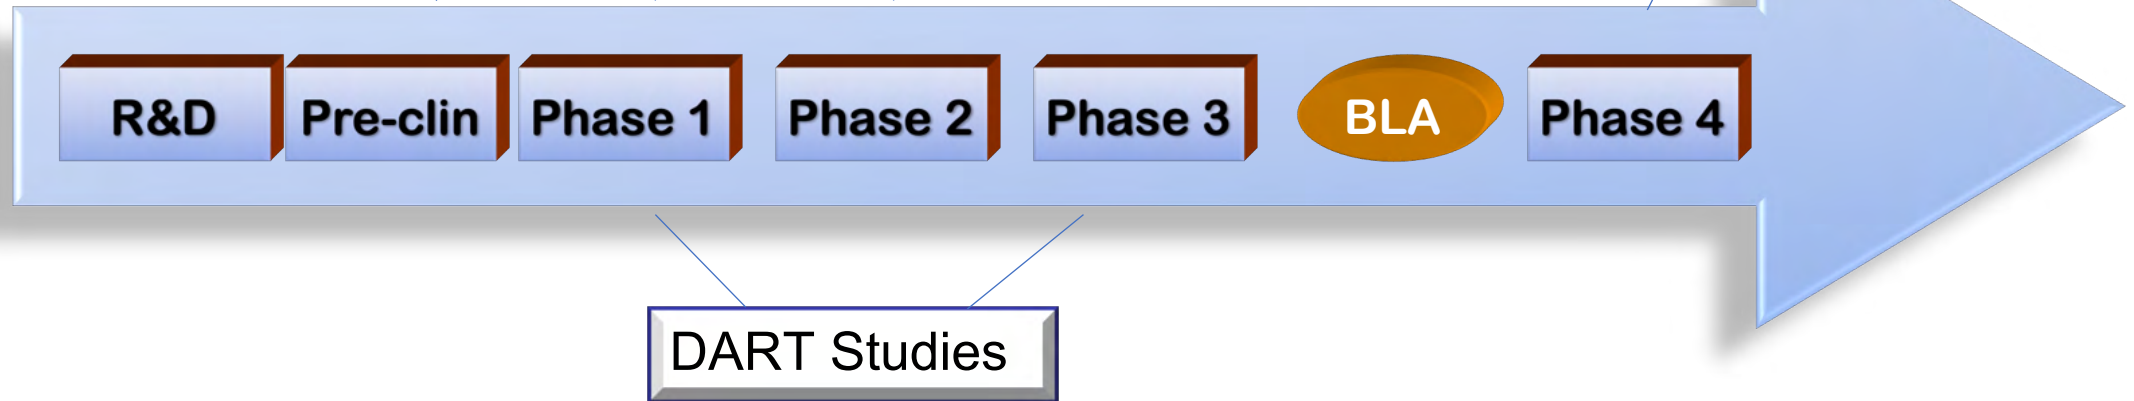 R&D Pre-clin Phase 1 Phase 2 Phase 3 BLA Phase 4
DART Studies